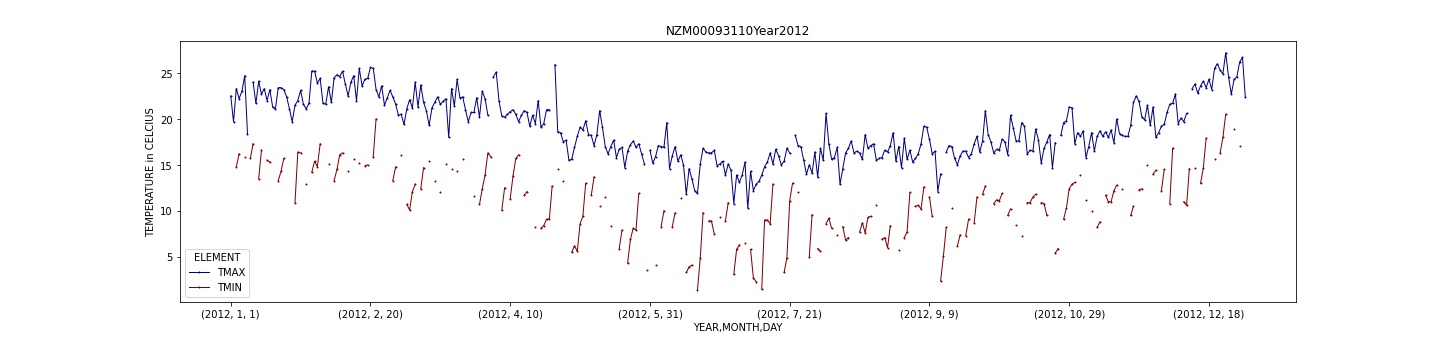 NZM00093110Year2012
25
20
15
10
5
TEMPERATURE in CELCIUS
ELEMENT
TMAX
TMIN
(2012, 1, 1) (2012, 2, 20) (2012, 4, 10) (2012, 5, 31) (2012, 7, 21) (2012, 9, 9) (2012, 10, 29) (2012, 12, 18)
YEAR,MONTH,DAY